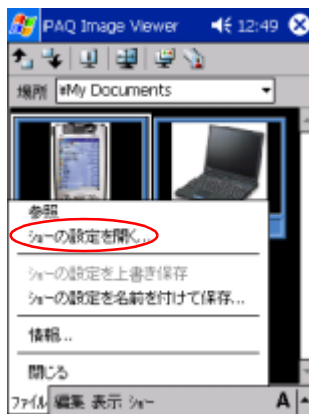 iPAQ Image Viewer 12:49
場所 ¥My Documents
参照
ショーの設定を開く...
ショーの設定を上書き保存
ショーの設定を名前を付けて保存...
情報...
閉じる
ファイル 編集 表示 ショー A